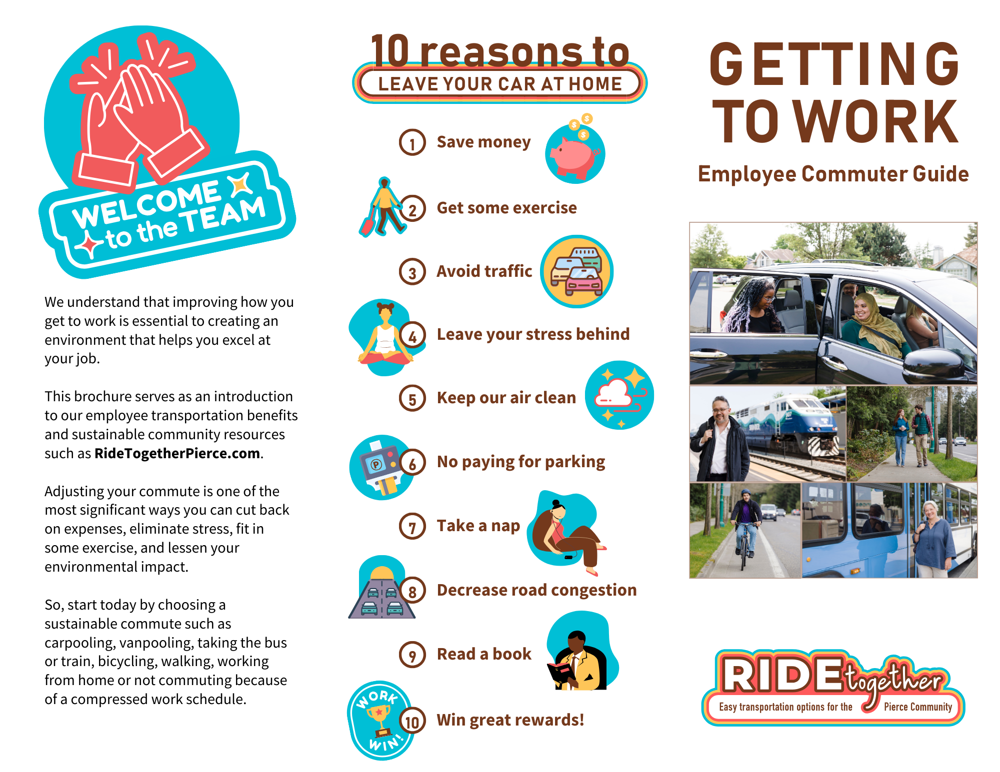 WELCOME
to the TEAM
We understand that improving how you
get to work is essential to creating an
environment that helps you excel at
your job.
This brochure serves as an introduction
to our employee transportation benefits
and sustainable community resources
such as RideTogetherPierce.com.
Adjusting your commute is one of the
most significant ways you can cut back
on expenses, eliminate stress, fit in
some exercise, and lessen your
environmental impact.
So, start today by choosing a
sustainable commute such as
carpooling, vanpooling, taking the bus
or train, bicycling, walking, working
from home or not commuting because
of a compressed work schedule.
10 reasons to
LEAVE YOUR CAR AT HOME
1 Save money
$
$
$
2 Get some exercise
3 Avoid traffic
4 Leave your stress behind
5 Keep our air clean
P
6 No paying for parking
7 Take a nap
8 Decrease road congestion
9 Read a book
WORK
WIN!
10 Win great rewards!
GETTING
TO WORK
Employee Commuter Guide
907
SOUNDER
RIDE together
Easy transportation options for the Pierce Community